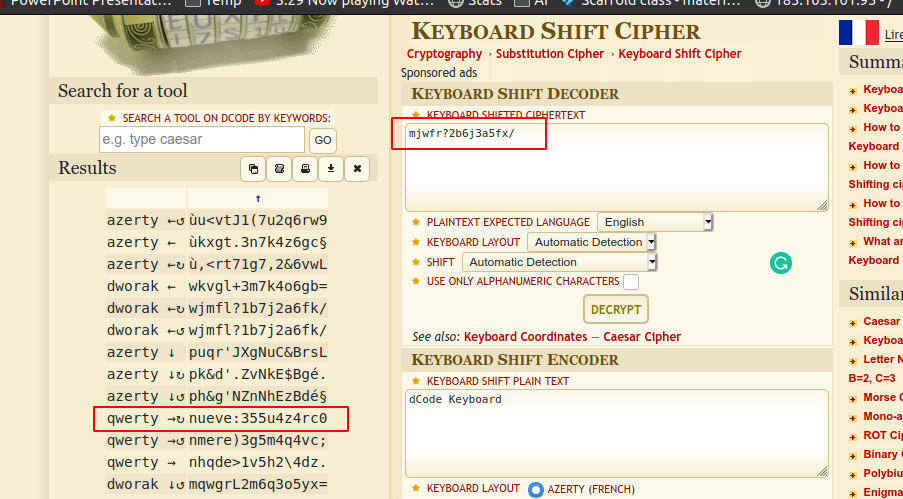 PowerPoint Presentat…
Temp
3:29 Now playing Wat…
Stats
AI
Scaffold class - materi…
185.103.101.93 - /
KEYBOARD SHIFT CIPHER
Cryptography › Substitution Cipher › Keyboard Shift Cipher
Sponsored ads
Search for a tool
★ SEARCH A TOOL ON DCODE BY KEYWORDS:
e.g. type caesar
GO
Results
↑
azerty ←↺ ùu<vtJ1(7u2q6rw9
azerty ← ùkxgt.3n7k4z6gc§
azerty ←↺ ù,<rt71g7,2&6vwL
dworak ← wkvgl+3m7k4o6gb=
dworak ←↺ wjmfl?1b7j2a6fk/
dworak ←↺ wjmfl?1b7j2a6fk/
azerty ↓ puqr'JXgNuC&BrsL
azerty ↓↺ pk&d'.ZvNkE$Bgé.
azerty ↓↺ ph&g'NZnNhEzBdé§
qwerty →↻ nueve:355u4z4rc0
qwerty →↺ nmere)3g5m4q4vc;
qwerty → nhqde>1v5h2\4dz.
dworak ↓↺ mqwgrL2m6q3o5yx=
KEYBOARD SHIFT DECODER
★ KEYBOARD SHIFTED CIPHERTEXT
mjwfr?2b6j3a5fx/
★ PLAINTEXT EXPECTED LANGUAGE English
★ KEYBOARD LAYOUT Automatic Detection
★ SHIFT Automatic Detection
★ USE ONLY ALPHANUMERIC CHARACTERS
DECRYPT
See also: Keyboard Coordinates — Caesar Cipher
KEYBOARD SHIFT ENCODER
★ KEYBOARD SHIFT PLAIN TEXT
dCode Keyboard
★ KEYBOARD LAYOUT AZERTY (FRENCH)
Lire
Summa
Keyboa
Keyboa
How to
Keyboard
How to
Shifting cip
How to
Shifting ci
What ar
Keyboard
Similar
Caesar
Keyboa
Letter N
B=2, C=3
Morse C
Mono-a
ROT Cip
Binary C
Polybiu
Enigma